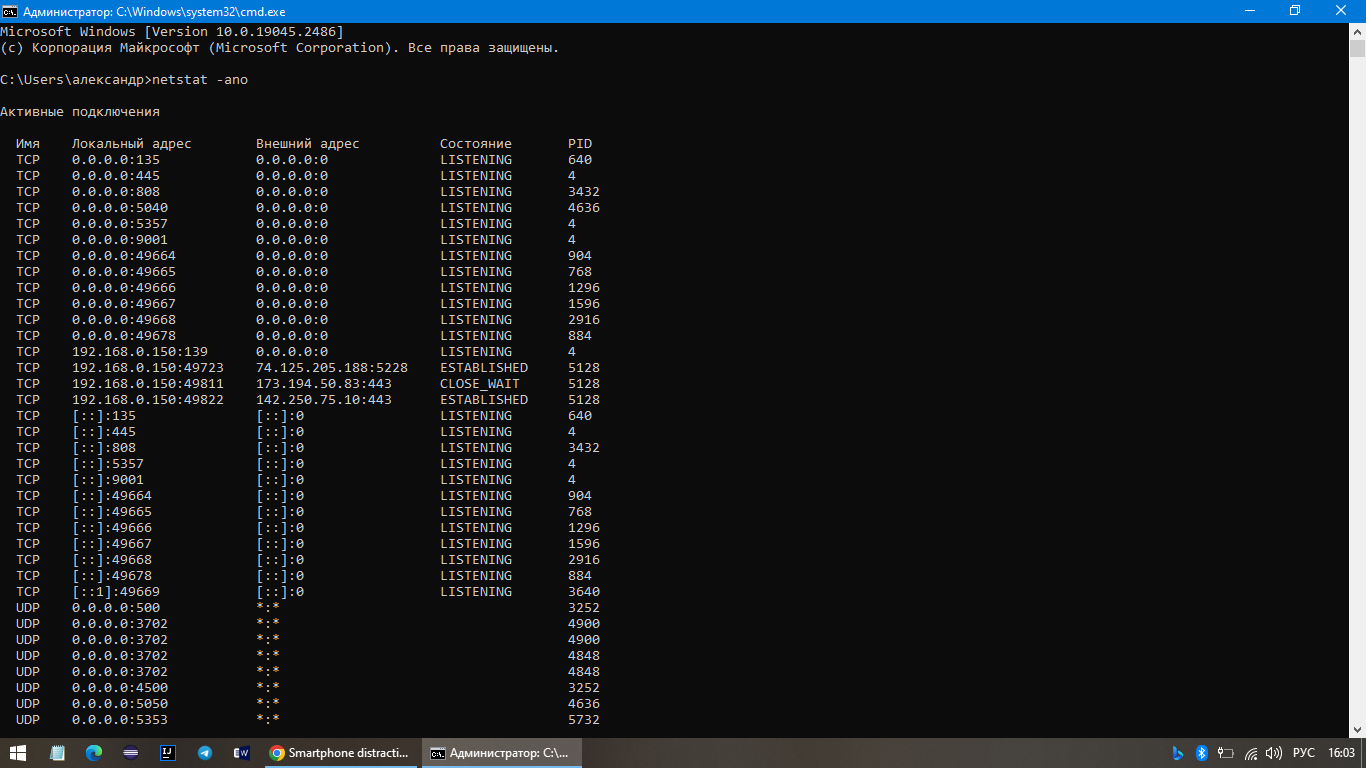 Администратор: C:\Windows\system32\cmd.exe
Microsoft Windows [Version 10.0.19045.2486]
(c) Корпорация Майкрософт (Microsoft Corporation). Все права защищены.
C:\Users\александр>netstat -ano
Активные подключения
Имя Локальный адрес Внешний адрес Состояние PID
TCP 0.0.0.0:135 0.0.0.0:0 LISTENING 640
TCP 0.0.0.0:445 0.0.0.0:0 LISTENING 4
TCP 0.0.0.0:808 0.0.0.0:0 LISTENING 3432
TCP 0.0.0.0:5040 0.0.0.0:0 LISTENING 4636
TCP 0.0.0.0:5357 0.0.0.0:0 LISTENING 4
TCP 0.0.0.0:9001 0.0.0.0:0 LISTENING 4
TCP 0.0.0.0:49664 0.0.0.0:0 LISTENING 904
TCP 0.0.0.0:49665 0.0.0.0:0 LISTENING 768
TCP 0.0.0.0:49666 0.0.0.0:0 LISTENING 1296
TCP 0.0.0.0:49667 0.0.0.0:0 LISTENING 1596
TCP 0.0.0.0:49668 0.0.0.0:0 LISTENING 2916
TCP 0.0.0.0:49678 0.0.0.0:0 LISTENING 884
TCP 192.168.0.150:139 0.0.0.0:0 LISTENING 4
TCP 192.168.0.150:49723 74.125.205.188:5228 ESTABLISHED 5128
TCP 192.168.0.150:49811 173.194.50.83:443 CLOSE_WAIT 5128
TCP 192.168.0.150:49822 142.250.75.10:443 ESTABLISHED 5128
TCP [::]:135 [::]:0 LISTENING 640
TCP [::]:445 [::]:0 LISTENING 4
TCP [::]:808 [::]:0 LISTENING 3432
TCP [::]:5357 [::]:0 LISTENING 4
TCP [::]:9001 [::]:0 LISTENING 4
TCP [::]:49664 [::]:0 LISTENING 904
TCP [::]:49665 [::]:0 LISTENING 768
TCP [::]:49666 [::]:0 LISTENING 1296
TCP [::]:49667 [::]:0 LISTENING 1596
TCP [::]:49668 [::]:0 LISTENING 2916
TCP [::]:49678 [::]:0 LISTENING 884
TCP [::1]:49669 [::]:0 LISTENING 3640
UDP 0.0.0.0:500 *:* 3252
UDP 0.0.0.0:3702 *:* 4900
UDP 0.0.0.0:3702 *:* 4900
UDP 0.0.0.0:3702 *:* 4848
UDP 0.0.0.0:3702 *:* 4848
UDP 0.0.0.0:4500 *:* 3252
UDP 0.0.0.0:5050 *:* 4636
UDP 0.0.0.0:5353 *:* 5732
Smartphone distracti... Администратор: C:\... РУС 16:03